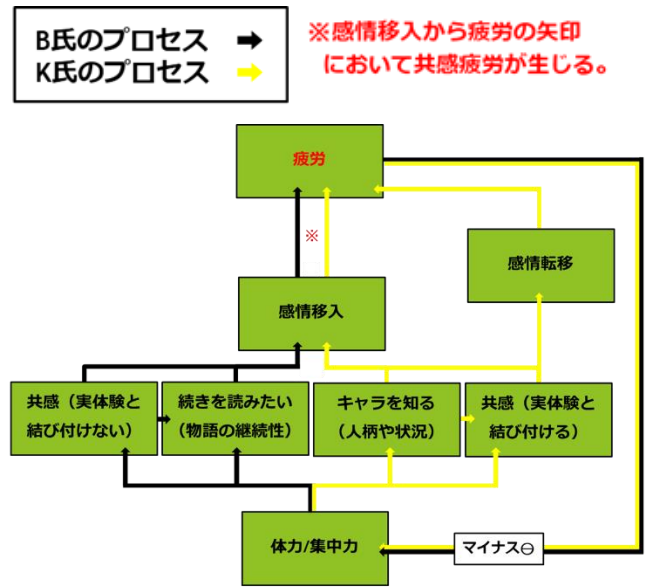 B氏のプロセス ➡
K氏のプロセス ➡
※感情移入から疲労の矢印
において共感疲労が生じる。
疲労
※
感情転移
感情移入
共感（実体験と
結び付けない）
続きを読みたい
（物語の継続性）
キャラを知る
（人柄や状況）
共感（実体験と
結び付ける）
体力/集中力
マイナス⊖